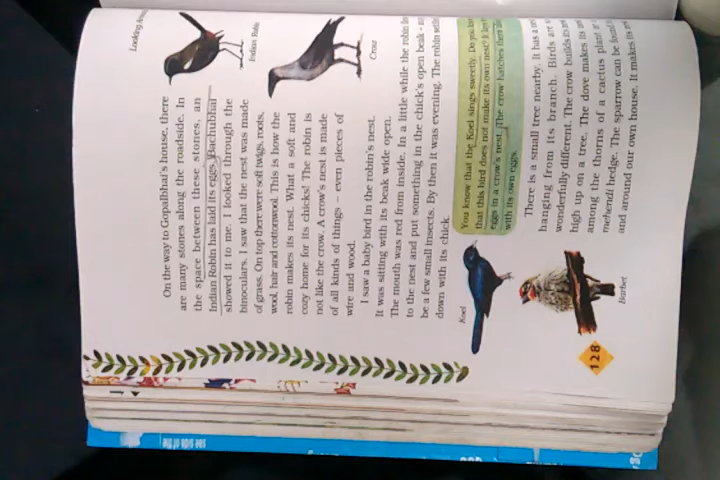 Indian Robin
Crow
On the way to Gopalbhai's house, there
are many stones along the roadside. In
the space between these stones, an
Indian Robin has laid its eggs. Bachubhai
showed it to me. I looked through the
binoculars. I saw that the nest was made
of grass. On top there were soft twigs, roots,
wool, hair and cottonwool. This is how the
robin makes its nest. What a soft and
cozy home for its chicks! The robin is
not like the crow. A crow's nest is made
of all kinds of things – even pieces of
wire and wood.
I saw a baby bird in the robin's nest.
It was sitting with its beak wide open.
The mouth was red from inside. In a little while the robin
to the nest and put something in the chick's open beak -
be a few small insects. By then it was evening. The robin
down with its chick.
Koel
You know that the Koel sings sweetly. Do you
that this bird does not make its own nest? It
eggs in a crow's nest. The crow hatches them
with its own eggs.
There is a small tree nearby. It has a
hanging from its branch. Birds
wonderfully different. The crow builds its
high up on a tree. The dove makes its
among the thorns of a cactus plant
mehendi hedge. The sparrow can be
and around our own house. It makes its
Barbet
128